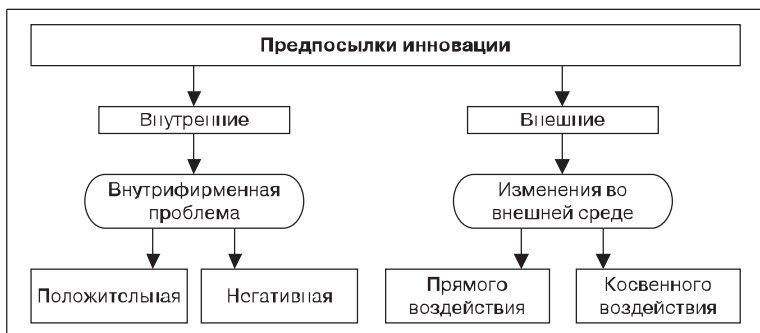 Предпосылки инновации
Внутренние
Внешние
Внутрифирменная
проблема
Изменения во
внешней среде
Положительная
Негативная
Прямого
воздействия
Косвенного
воздействия